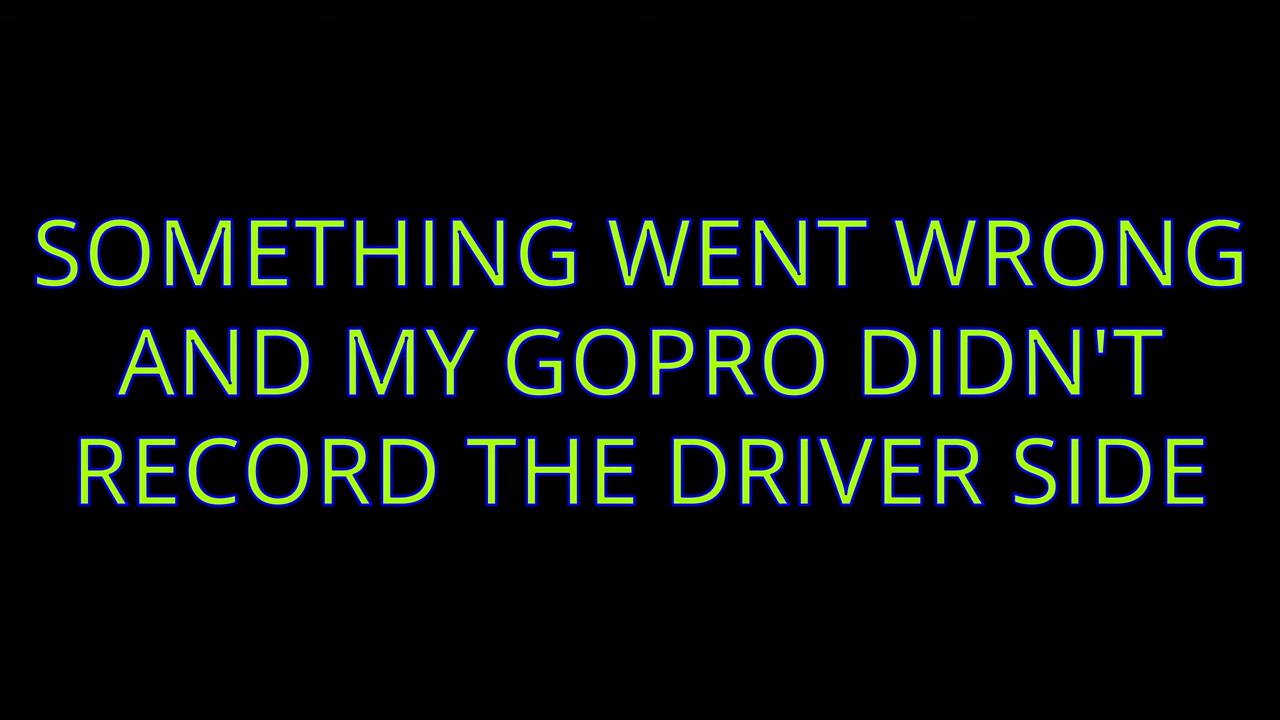 SOMETHING WENT WRONG
AND MY GOPRO DIDN'T
RECORD THE DRIVER SIDE